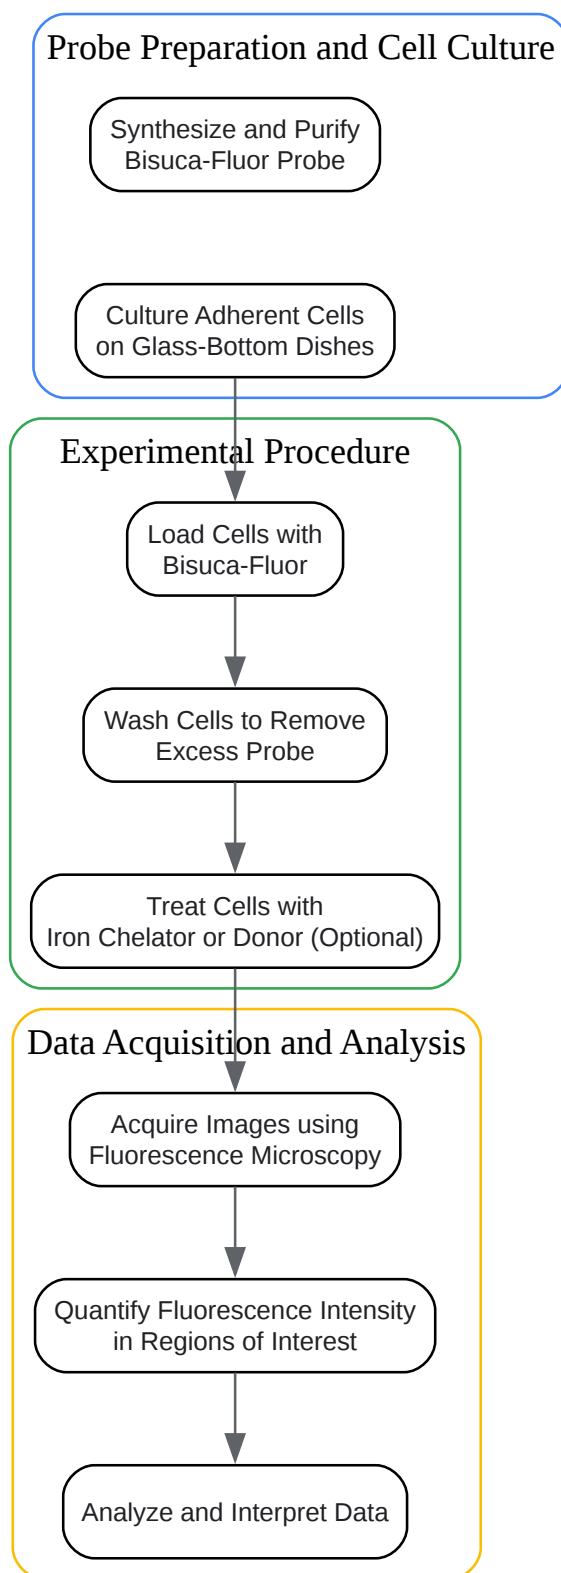 Probe Preparation and Cell Culture
Synthesize and Purify
Bisuca-Fluor Probe
Culture Adherent Cells
on Glass-Bottom Dishes
Experimental Procedure
Load Cells with
Bisuca-Fluor
Wash Cells to Remove
Excess Probe
Treat Cells with
Iron Chelator or Donor (Optional)
Data Acquisition and Analysis
Acquire Images using
Fluorescence Microscopy
Quantify Fluorescence Intensity
in Regions of Interest
Analyze and Interpret Data